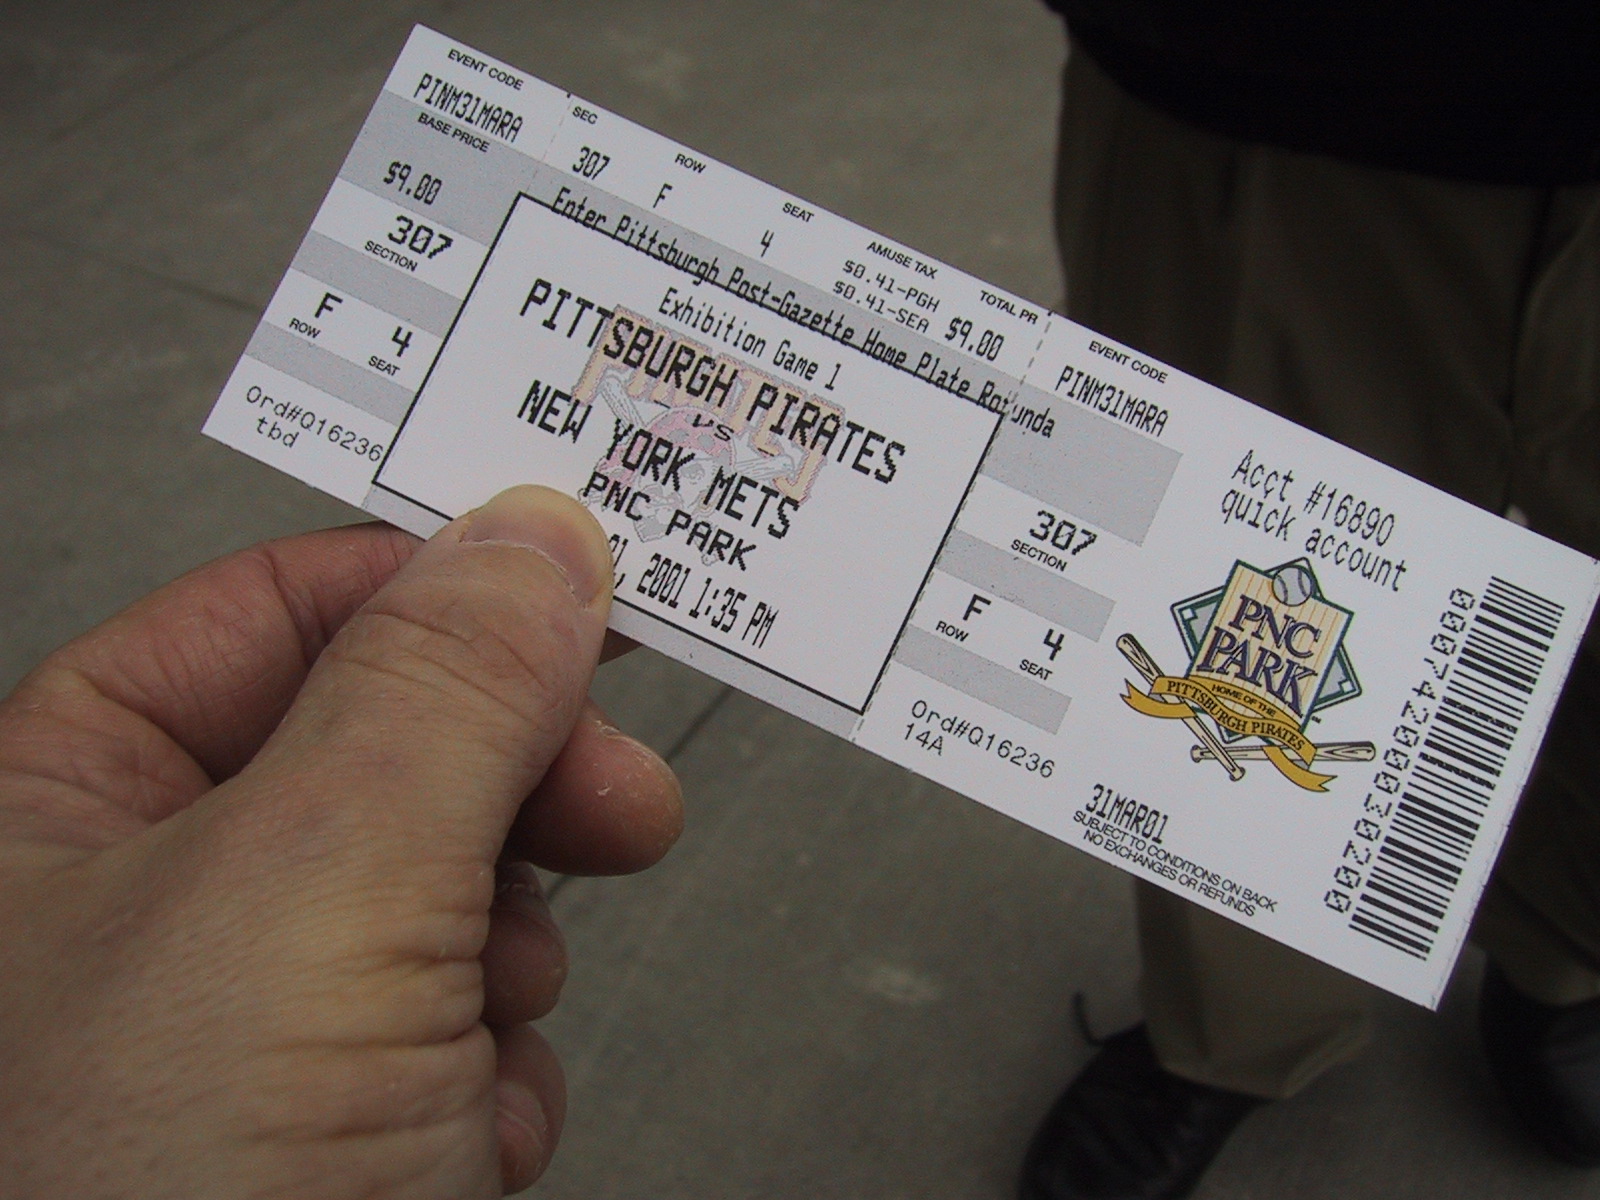 EVENT CODE
PINM31MARA
BASE PRICE
$9.00
307
SECTION
F 4
ROW SEAT
Ord#Q16236
tbd
SEC ROW SEAT AMUSE TAX TOTAL PR
307 F 4 $0.41-PGH
$0.41-SEA $9.00
Enter Pittsburgh Post-Gazette Home Plate Rotunda
Exhibition Game 1
PITTSBURGH PIRATES
vs
NEW YORK METS
PNC PARK
2001 1:35 PM
EVENT CODE
PINM31MARA
307
SECTION
F 4
ROW SEAT
Ord#Q16236
14A
Acct #16890
quick account
PNC
PARK
HOME OF THE
PITTSBURGH PIRATES
31MAR01
SUBJECT TO CONDITIONS ON BACK
NO EXCHANGES OR REFUNDS